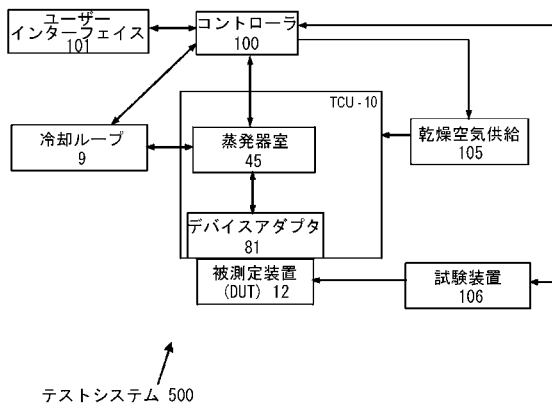 ユーザー
インターフェイス
101
コントローラ
100
TCU - 10
冷却ループ
9
蒸発器室
45
乾燥空気供給
105
デバイスアダプタ
81
被測定装置
(DUT) 12
試験装置
106
テストシステム 500